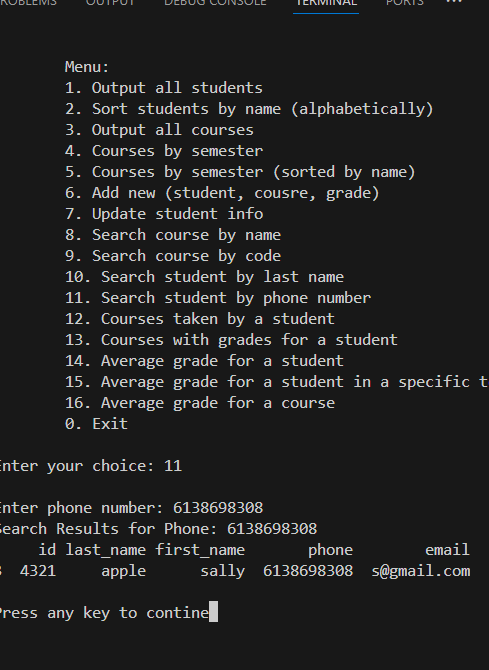 ROBLEMS OUTPUT DEBUG CONSOLE TERMINAL PORTS ...
Menu:
1. Output all students
2. Sort students by name (alphabetically)
3. Output all courses
4. Courses by semester
5. Courses by semester (sorted by name)
6. Add new (student, cousre, grade)
7. Update student info
8. Search course by name
9. Search course by code
10. Search student by last name
11. Search student by phone number
12. Courses taken by a student
13. Courses with grades for a student
14. Average grade for a student
15. Average grade for a student in a specific t
16. Average grade for a course
0. Exit
Enter your choice: 11
Enter phone number: 6138698308
Search Results for Phone: 6138698308
id last_name first_name phone email
3 4321 apple sally 6138698308 s@gmail.com
Press any key to contine